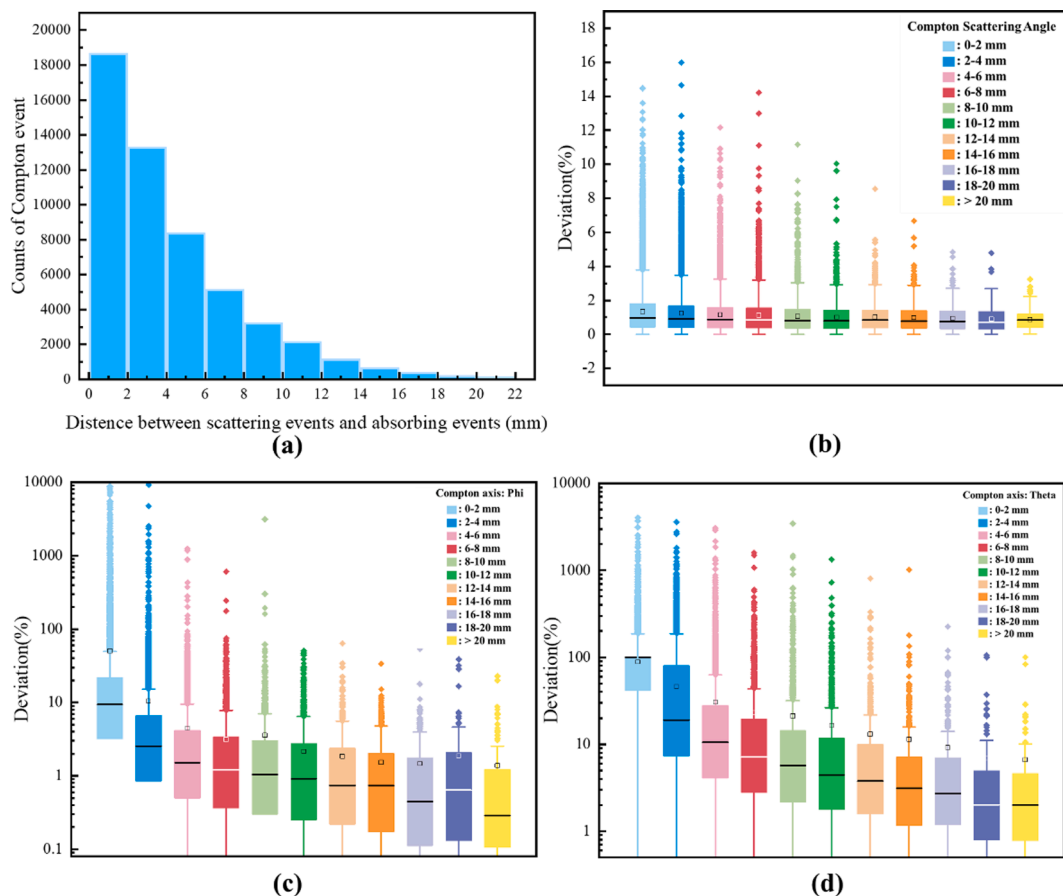 20000
18000
16000
14000
12000
10000
8000
6000
4000
2000
0
Counts of Compton event
0 2 4 6 8 10 12 14 16 18 20 22
Distance between scattering events and absorbing events (mm)
(a)
18
16
14
12
10
8
6
4
2
0
-2
Deviation(%)
Compton Scattering Angle
: 0-2 mm
: 2-4 mm
: 4-6 mm
: 6-8 mm
: 8-10 mm
: 10-12 mm
: 12-14 mm
: 14-16 mm
: 16-18 mm
: 18-20 mm
: > 20 mm
(b)
10000
1000
100
10
1
0.1
Deviation(%)
Compton axis: Phi
: 0-2 mm
: 2-4 mm
: 4-6 mm
: 6-8 mm
: 8-10 mm
: 10-12 mm
: 12-14 mm
: 14-16 mm
: 16-18 mm
: 18-20 mm
: > 20 mm
(c)
10000
1000
100
10
1
Deviation(%)
Compton axis: Theta
: 0-2 mm
: 2-4 mm
: 4-6 mm
: 6-8 mm
: 8-10 mm
: 10-12 mm
: 12-14 mm
: 14-16 mm
: 16-18 mm
: 18-20 mm
: > 20 mm
(d)